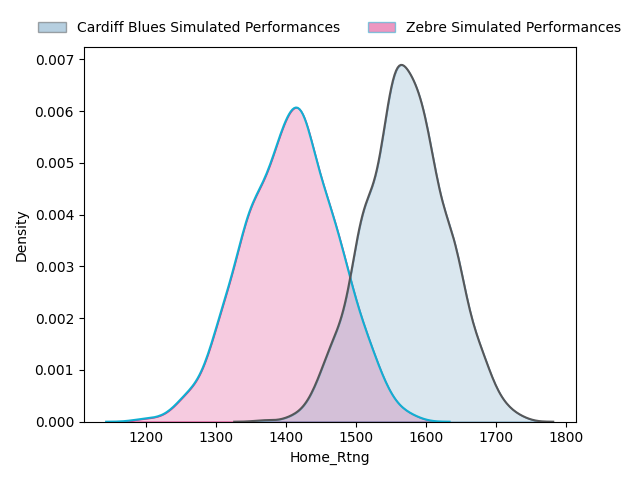 Cardiff Blues Simulated Performances Zebre Simulated Performances
0.007
0.006
0.005
0.004
0.003
0.002
0.001
0.000
Density
1200 1300 1400 1500 1600 1700 1800
Home_Rtng